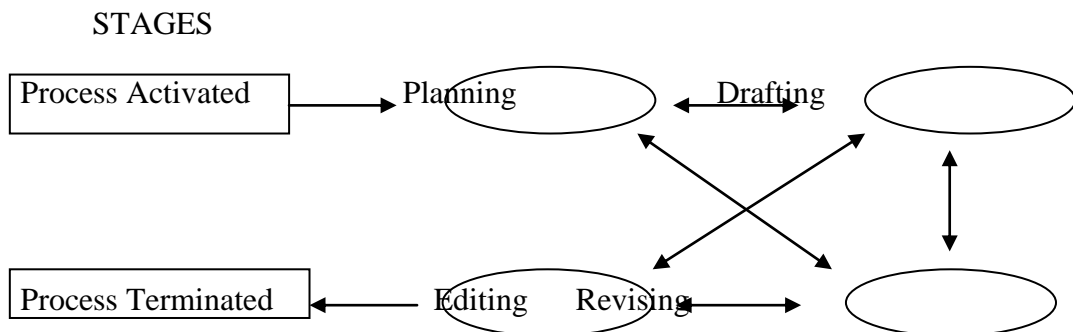 STAGES
Process Activated Planning Drafting
Process Terminated Editing Revising